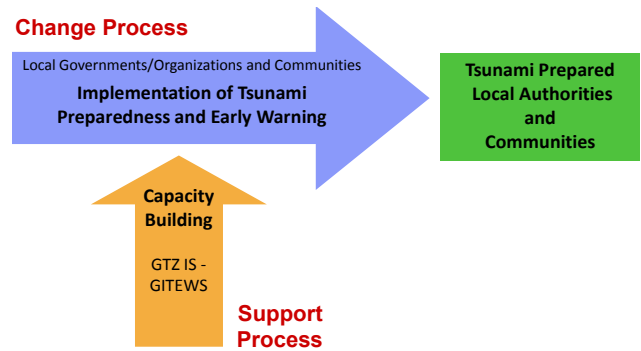 Change Process
Local Governments/Organizations and Communities
Implementation of Tsunami
Preparedness and Early Warning
Tsunami Prepared
Local Authorities
and
Communities
Capacity
Building
GTZ IS -
GITEWS
Support
Process